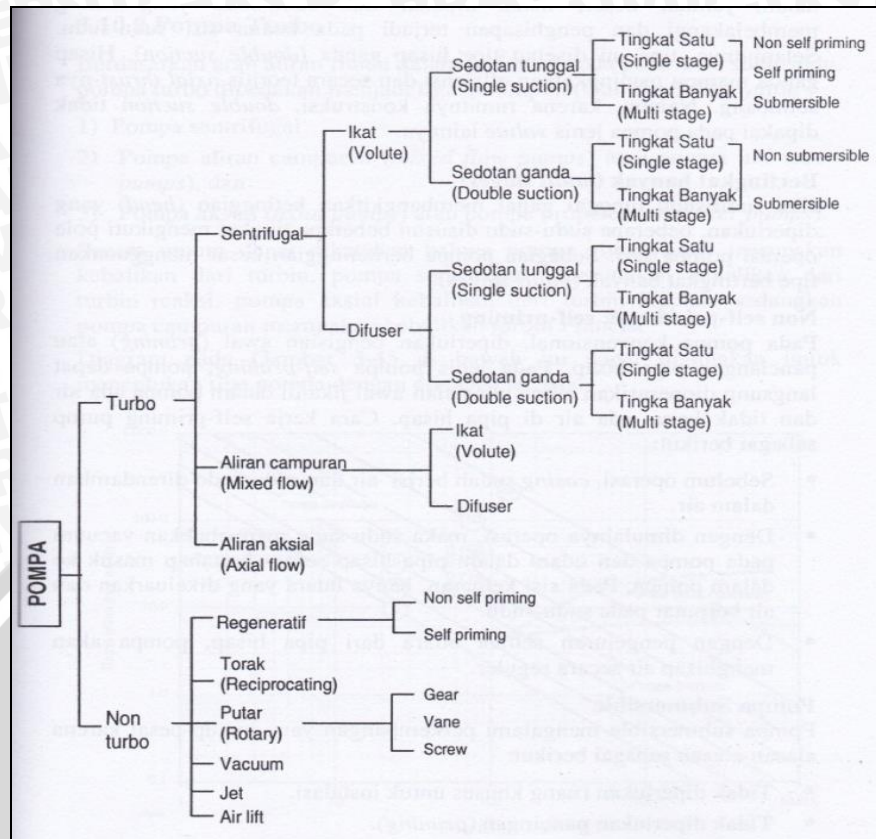 POMPA
Turbo
Sentrifugal
Ikat
(Volute)
Sedotan tunggal
(Single suction)
Tingkat Satu
(Single stage)
Tingkat Banyak
(Multi stage)
Non self priming
Self priming
Submersible
Sedotan ganda
(Double suction)
Tingkat Satu
(Single stage)
Tingkat Banyak
(Multi stage)
Non submersible
Submersible
Difuser
Sedotan tunggal
(Single suction)
Tingkat Satu
(Single stage)
Tingkat Banyak
(Multi stage)
Sedotan ganda
(Double suction)
Tingkat Satu
(Single stage)
Tingka Banyak
(Multi stage)
Aliran campuran
(Mixed flow)
Ikat
(Volute)
Difuser
Aliran aksial
(Axial flow)
Non
turbo
Regeneratif
Non self priming
Self priming
Torak
(Reciprocating)
Putar
(Rotary)
Gear
Vane
Screw
Vacuum
Jet
Air lift